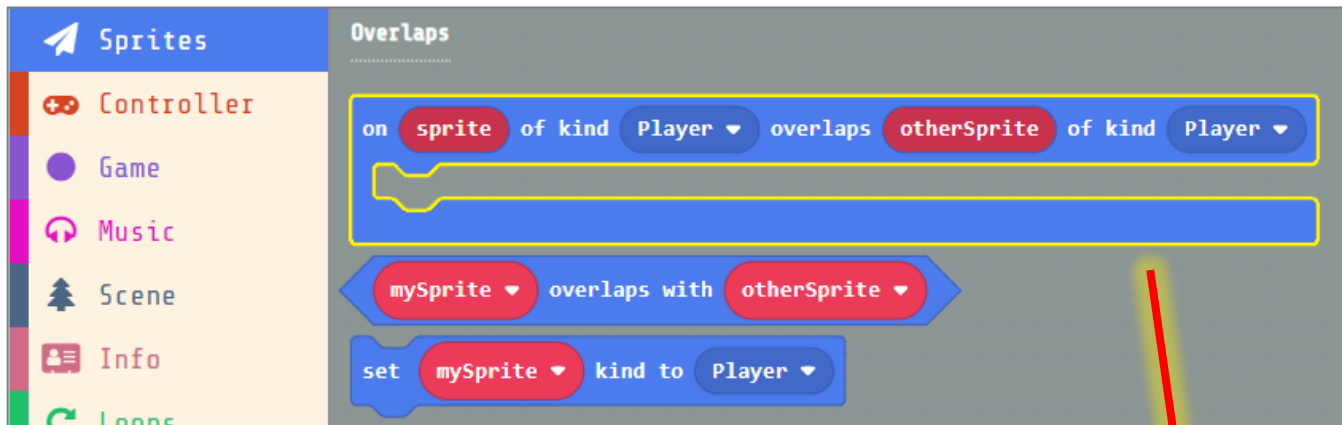 Sprites
Controller
Game
Music
Scene
Info
Loops
Overlaps
on sprite of kind Player overlaps otherSprite of kind Player
mySprite overlaps with otherSprite
set mySprite kind to Player